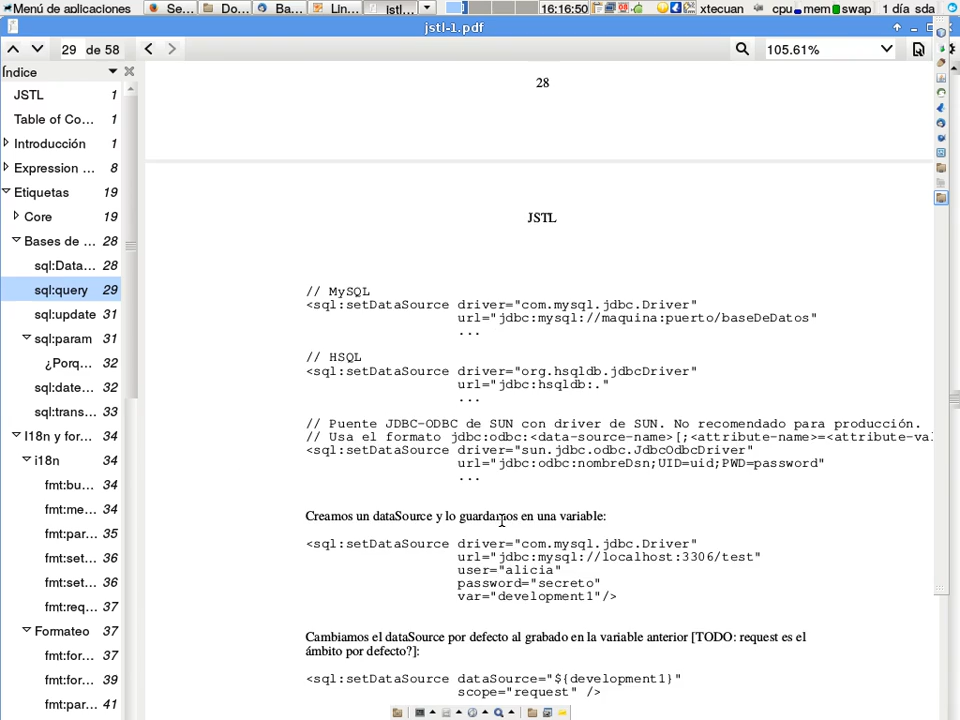 Menú de aplicaciones Se... Do... Ba... Lin... jstl... 16:16:50 xtecuan cpu mem swap 1 día sda
jstl-1.pdf
29 de 58 105.61%
Índice
JSTL 1
Table of Co... 1
Introducción 1
Expression ... 8
Etiquetas 19
Core 19
Bases de ... 28
sql:Data... 28
sql:query 29
sql:update 31
sql:param 31
¿Porq... 32
sql:date... 32
sql:trans... 33
I18n y for... 34
i18n 34
fmt:bu... 34
fmt:me... 34
fmt:par... 35
fmt:set... 36
fmt:set... 36
fmt:req... 37
Formateo 37
fmt:for... 37
fmt:for... 39
fmt:par... 41
28
JSTL
// MySQL
<sql:setDataSource driver="com.mysql.jdbc.Driver"
url="jdbc:mysql://maquina:puerto/baseDeDatos"
...
// HSQL
<sql:setDataSource driver="org.hsqldb.jdbcDriver"
url="jdbc:hsqldb:."
...
// Puente JDBC-ODBC de SUN con driver de SUN. No recomendado para producción.
// Usa el formato jdbc:odbc:<data-source-name>[;<attribute-name>=<attribute-val
<sql:setDataSource driver="sun.jdbc.odbc.JdbcOdbcDriver"
url="jdbc:odbc:nombreDsn;UID=uid;PWD=password"
...
Creamos un dataSource y lo guardamos en una variable:
<sql:setDataSource driver="com.mysql.jdbc.Driver"
url="jdbc:mysql://localhost:3306/test"
user="alicia"
password="secreto"
var="development1"/>
Cambiamos el dataSource por defecto al grabado en la variable anterior [TODO: request es el
ámbito por defecto?]:
<sql:setDataSource dataSource="${development1}"
scope="request" />